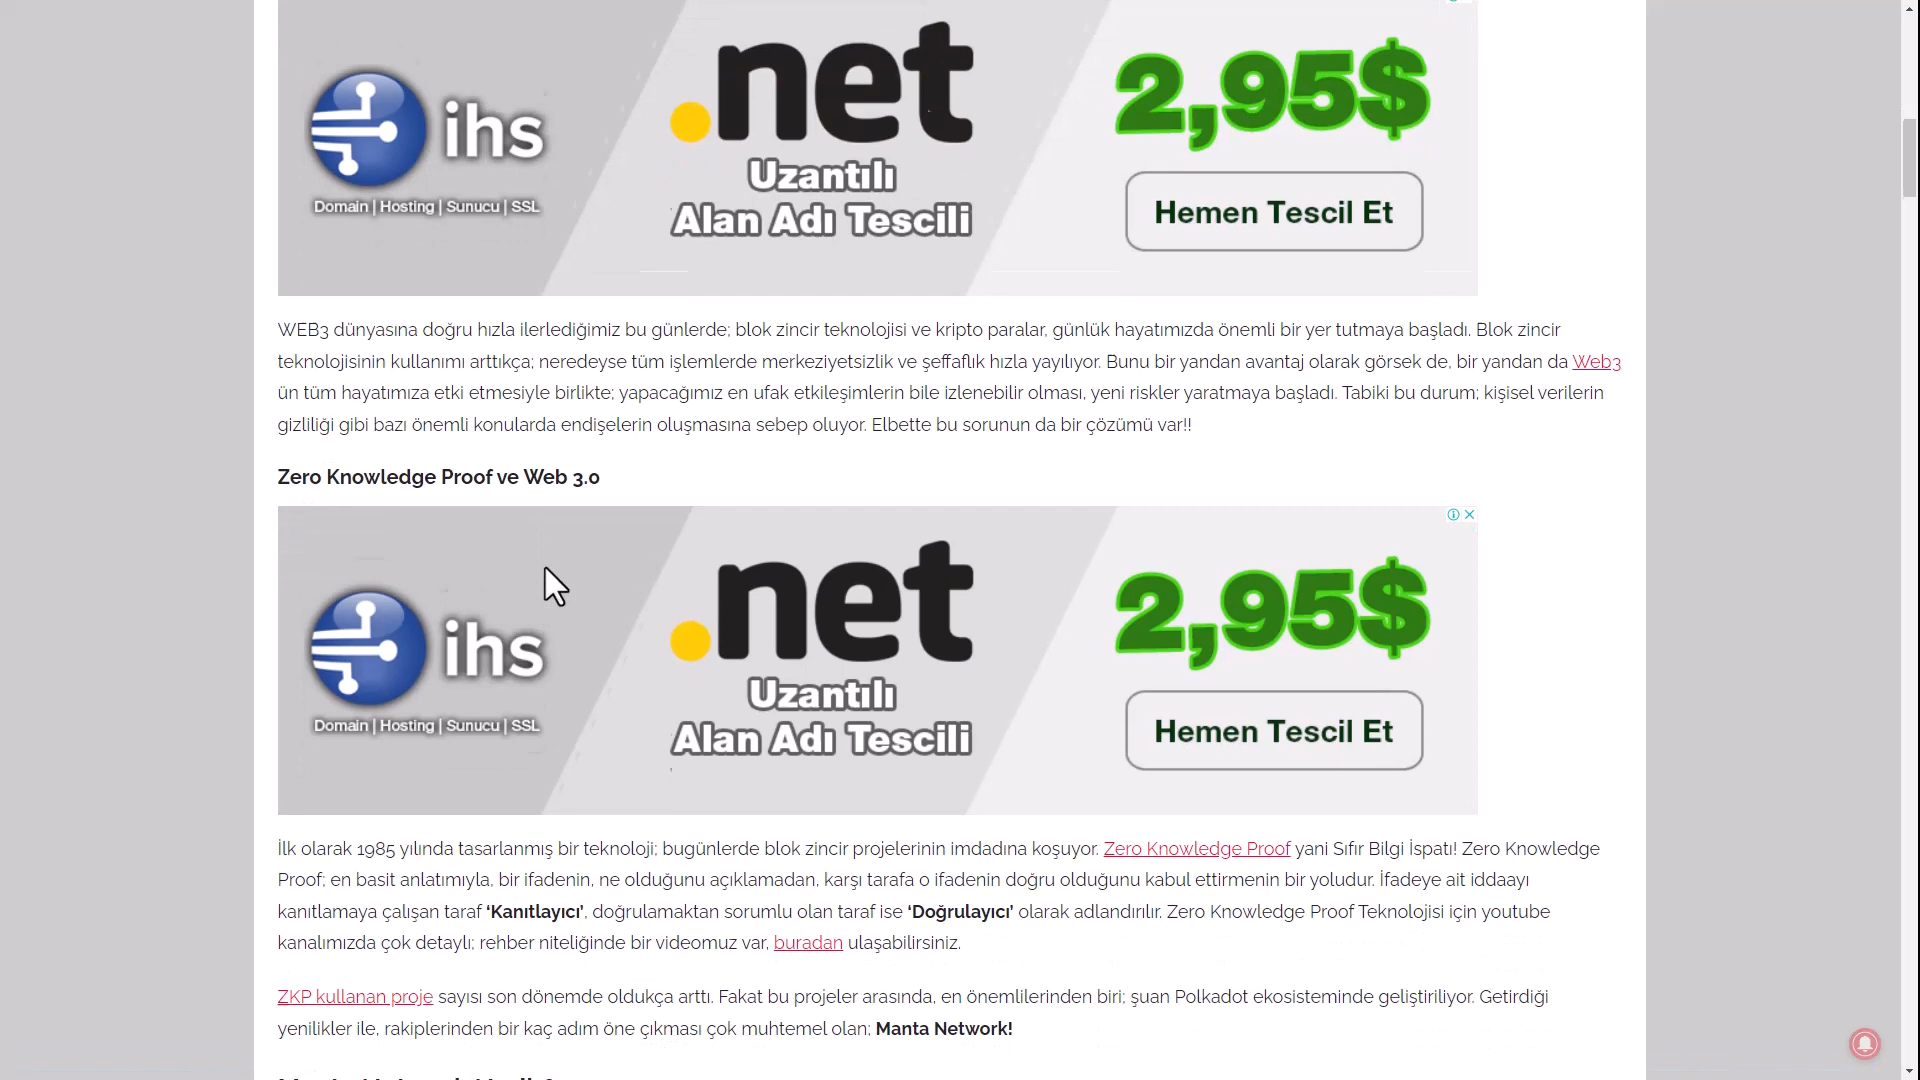 ihs
Domain | Hosting | Sunucu | SSL
.net
Uzantılı
Alan Adı Tescili
2,95$
Hemen Tescil Et
WEB3 dünyasına doğru hızla ilerlediğimiz bu günlerde; blok zincir teknolojisi ve kripto paralar, günlük hayatımızda önemli bir yer tutmaya başladı. Blok zincir
teknolojisinin kullanımı arttıkça; neredeyse tüm işlemlerde merkeziyetsizlik ve şeffaflık hızla yayılıyor. Bunu bir yandan avantaj olarak görsek de, bir yandan da Web3
ün tüm hayatımıza etki etmesiyle birlikte; yapacağımız en ufak etkileşimlerin bile izlenebilir olması, yeni riskler yaratmaya başladı. Tabiki bu durum; kişisel verilerin
gizliliği gibi bazı önemli konularda endişelerin oluşmasına sebep oluyor. Elbette bu sorunun da bir çözümü var!!
Zero Knowledge Proof ve Web 3.0
ihs
Domain | Hosting | Sunucu | SSL
.net
Uzantılı
Alan Adı Tescili
2,95$
Hemen Tescil Et
İlk olarak 1985 yılında tasarlanmış bir teknoloji; bugünlerde blok zincir projelerinin imdadına koşuyor. Zero Knowledge Proof yani Sıfır Bilgi İspatı! Zero Knowledge
Proof; en basit anlatımıyla, bir ifadenin, ne olduğunu açıklamadan, karşı tarafa o ifadenin doğru olduğunu kabul ettirmenin bir yoludur. İfadeye ait iddaayı
kanıtlamaya çalışan taraf ‘Kanıtlayıcı’, doğrulamaktan sorumlu olan taraf ise ‘Doğrulayıcı’ olarak adlandırılır. Zero Knowledge Proof Teknolojisi için youtube
kanalımızda çok detaylı; rehber niteliğinde bir videomuz var, buradan ulaşabilirsiniz.
ZKP kullanan proje sayısı son dönemde oldukça arttı. Fakat bu projeler arasında, en önemlilerinden biri; şuan Polkadot ekosisteminde geliştiriliyor. Getirdiği
yenilikler ile, rakiplerinden bir kaç adım öne çıkması çok muhtemel olan; Manta Network!